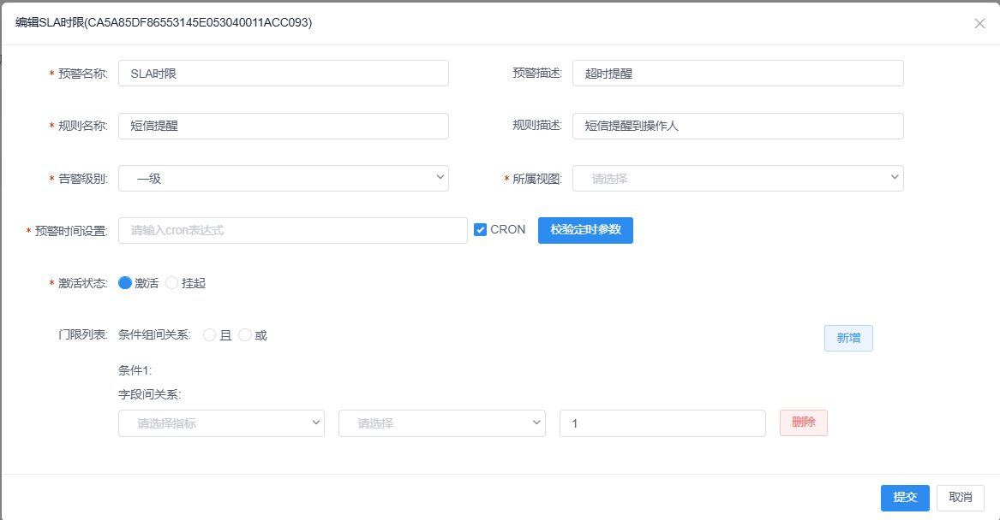 编辑SLA时限(CA5A85DF86553145E053040011ACC093)
* 预警名称: SLA时限 预警描述: 超时提醒
* 规则名称: 短信提醒 规则描述: 短信提醒到操作人
* 告警级别: 一级 * 所属视图: 请选择
* 预警时间设置: 请输入cron表达式 CRON 校验定时参数
* 激活状态: 激活 挂起
门限列表: 条件组间关系: 且 或 新增
条件1:
字段间关系:
请选择指标 请选择 1 删除
提交 取消